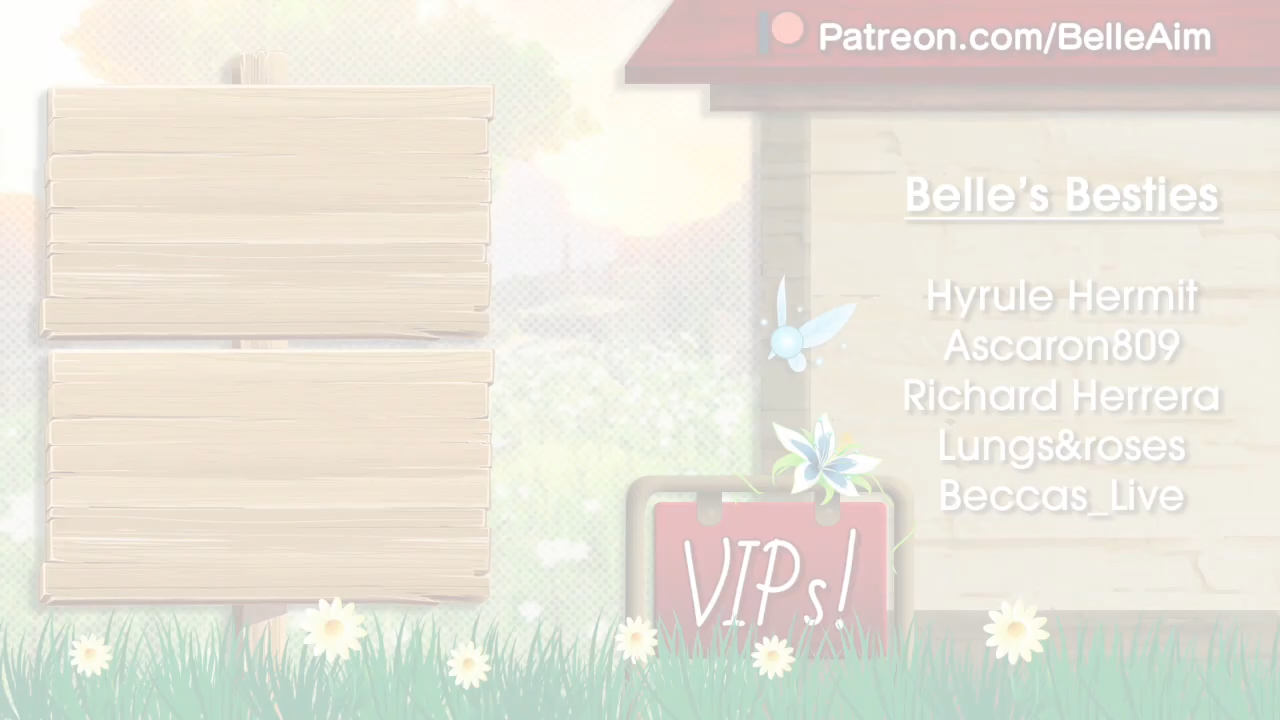 Patreon.com/BelleAim
Belle's Besties
Hyrule Hermit
Ascaron809
Richard Herrera
Lungs&roses
Beccas_Live
VIPs!